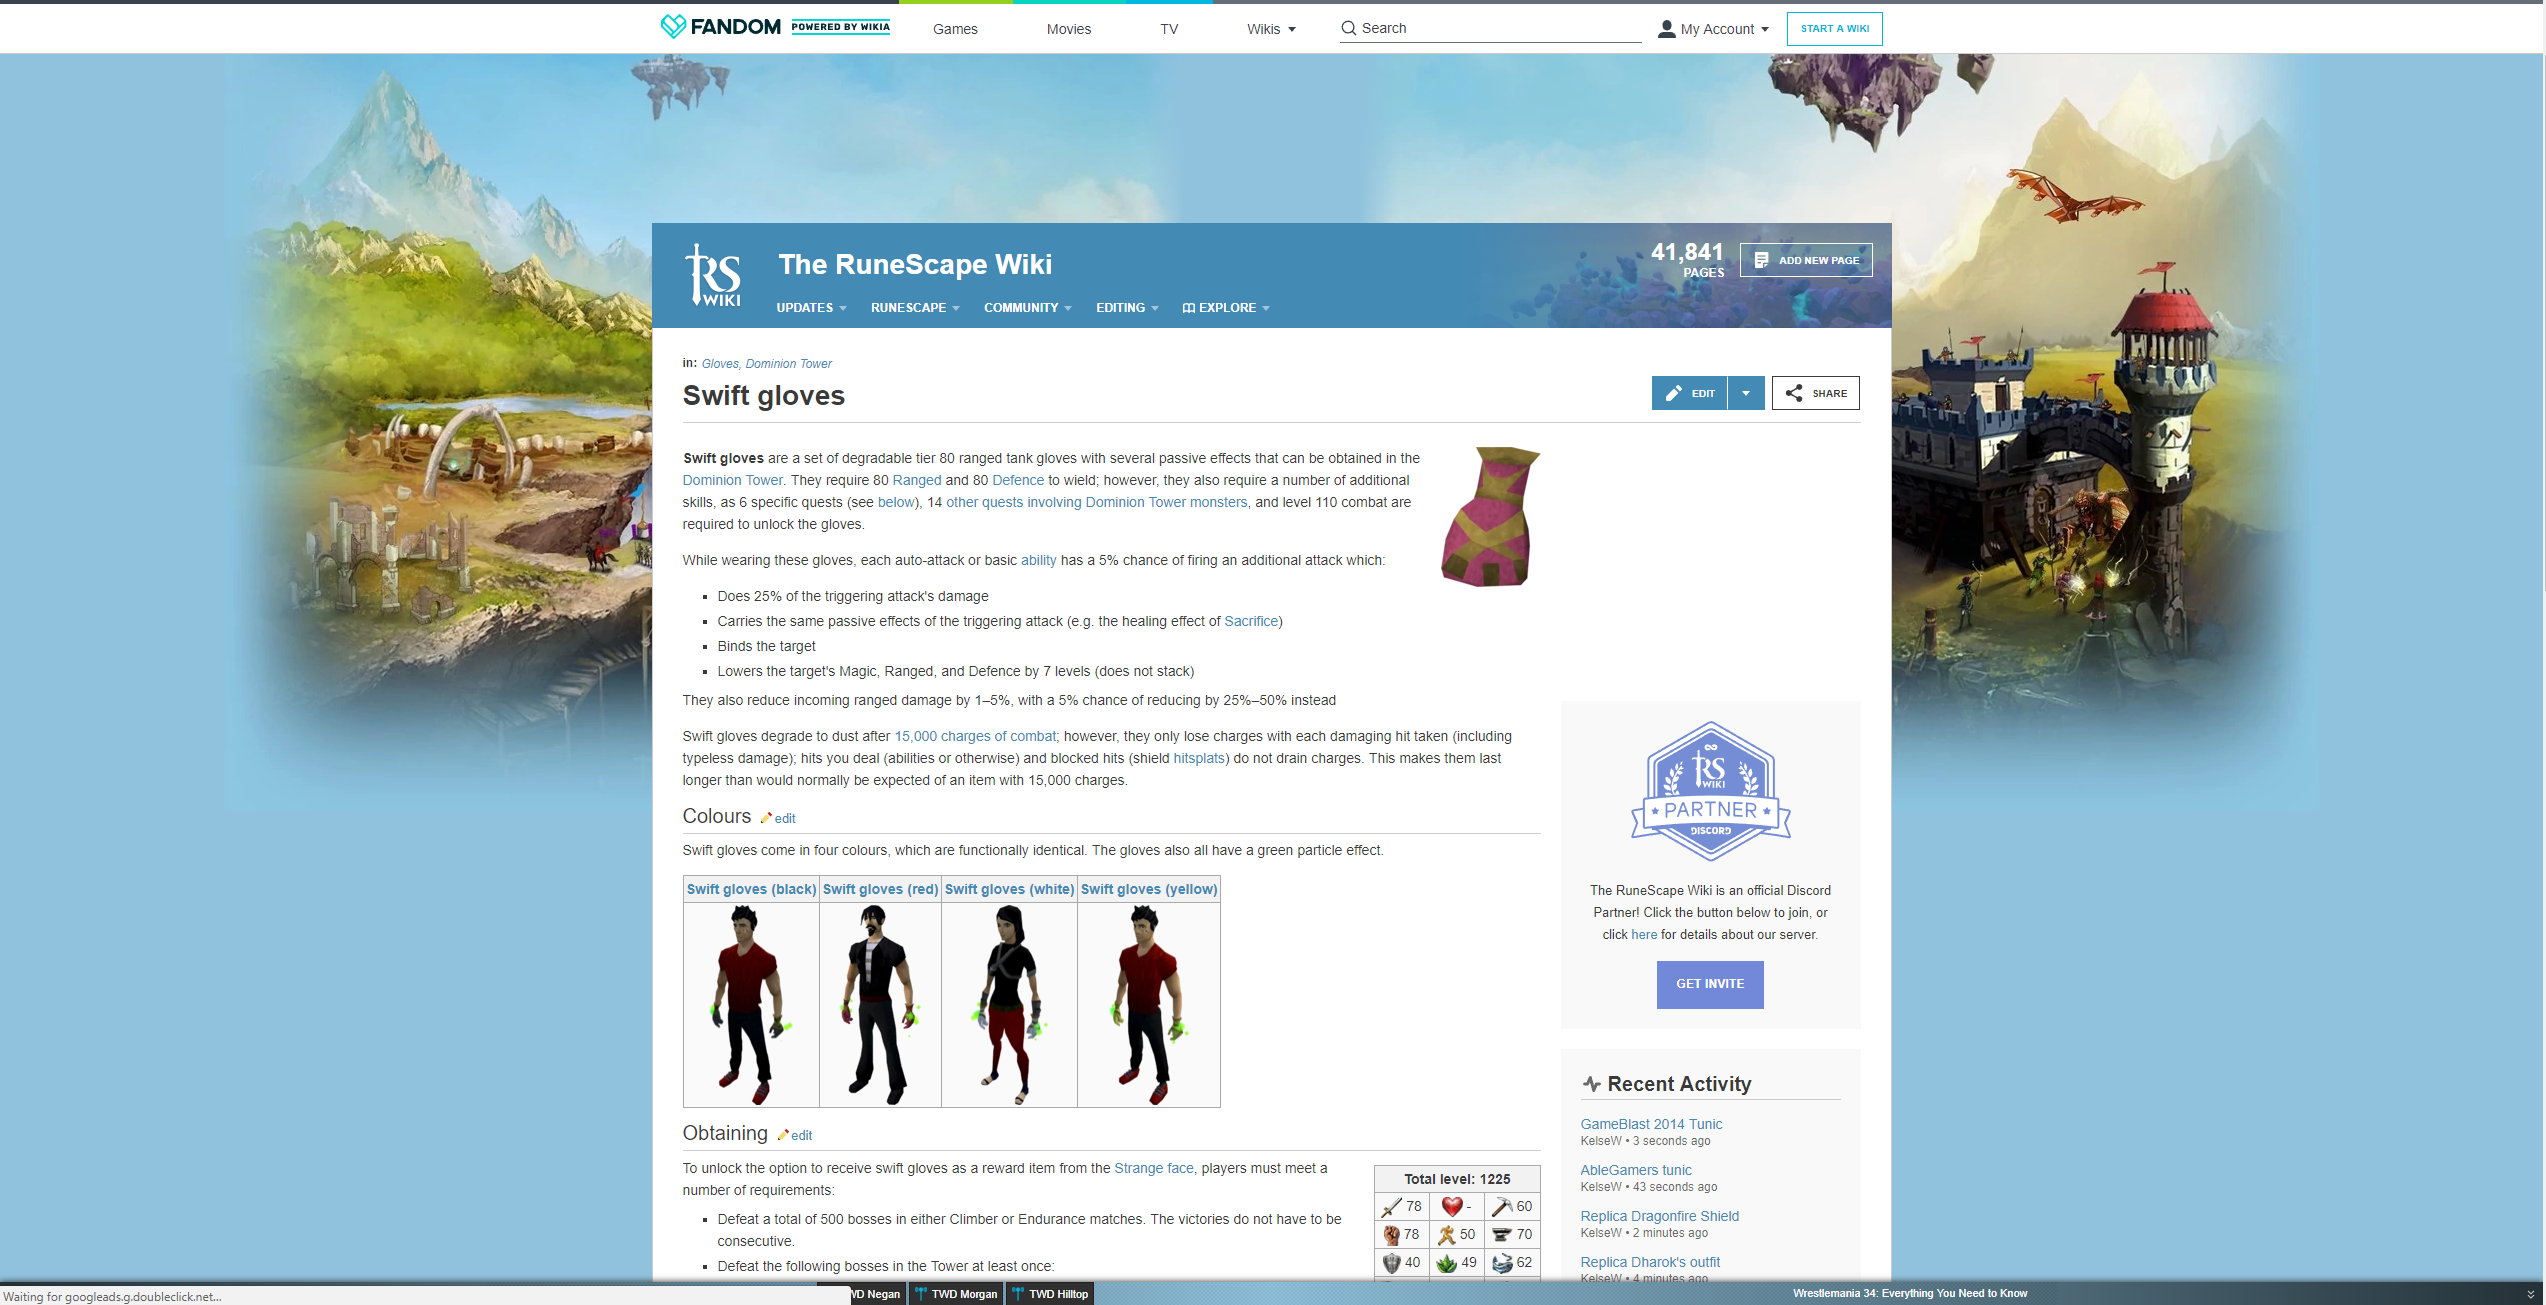 FANDOM POWERED BY WIKIA Games Movies TV Wikis Search My Account START A WIKI
RS WIKI
The RuneScape Wiki
41,841
PAGES
ADD NEW PAGE
UPDATES RUNESCAPE COMMUNITY EDITING EXPLORE
in: Gloves, Dominion Tower
Swift gloves
EDIT SHARE
Swift gloves are a set of degradable tier 80 ranged tank gloves with several passive effects that can be obtained in the
Dominion Tower. They require 80 Ranged and 80 Defence to wield; however, they also require a number of additional
skills, as 6 specific quests (see below), 14 other quests involving Dominion Tower monsters, and level 110 combat are
required to unlock the gloves.
While wearing these gloves, each auto-attack or basic ability has a 5% chance of firing an additional attack which:
Does 25% of the triggering attack's damage
Carries the same passive effects of the triggering attack (e.g. the healing effect of Sacrifice)
Binds the target
Lowers the target's Magic, Ranged, and Defence by 7 levels (does not stack)
They also reduce incoming ranged damage by 1–5%, with a 5% chance of reducing by 25%–50% instead
Swift gloves degrade to dust after 15,000 charges of combat; however, they only lose charges with each damaging hit taken (including
typeless damage); hits you deal (abilities or otherwise) and blocked hits (shield hitsplats) do not drain charges. This makes them last
longer than would normally be expected of an item with 15,000 charges.
Colours edit
Swift gloves come in four colours, which are functionally identical. The gloves also all have a green particle effect.
Swift gloves (black) Swift gloves (red) Swift gloves (white) Swift gloves (yellow)
Obtaining edit
To unlock the option to receive swift gloves as a reward item from the Strange face, players must meet a
number of requirements:
Defeat a total of 500 bosses in either Climber or Endurance matches. The victories do not have to be
consecutive.
Defeat the following bosses in the Tower at least once:
Total level: 1225
78 - 60
78 50 70
40 49 62
RS WIKI
PARTNER
DISCORD
The RuneScape Wiki is an official Discord
Partner! Click the button below to join, or
click here for details about our server.
GET INVITE
Recent Activity
GameBlast 2014 Tunic
KelseW • 3 seconds ago
AbleGamers tunic
KelseW • 43 seconds ago
Replica Dragonfire Shield
KelseW • 2 minutes ago
Replica Dharok's outfit
KelseW • 4 minutes ago
Waiting for googleads.g.doubleclick.net...
WD Negan TWD Morgan TWD Hilltop
Wrestlemania 34: Everything You Need to Know